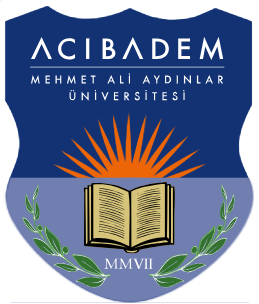 ACIBADEM
MEHMET ALİ AYDINLAR
ÜNİVERSİTESİ
MMVII